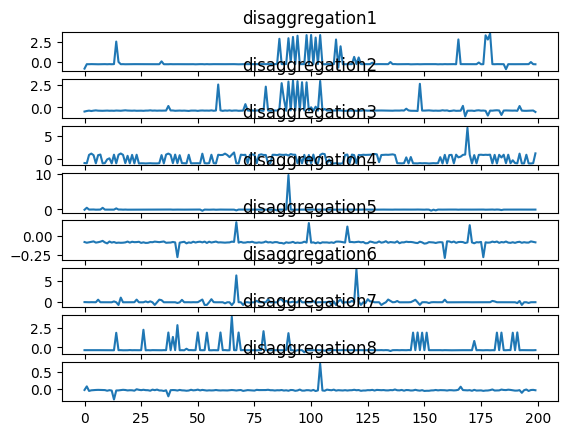 disaggregation1
2.5
0.0
disaggregation2
2.5
0.0
disaggregation3
5
0
disaggregation4
10
0
disaggregation5
0.00
−0.25
disaggregation6
5
0
disaggregation7
2.5
0.0
disaggregation8
0.5
0.0
0 25 50 75 100 125 150 175 200